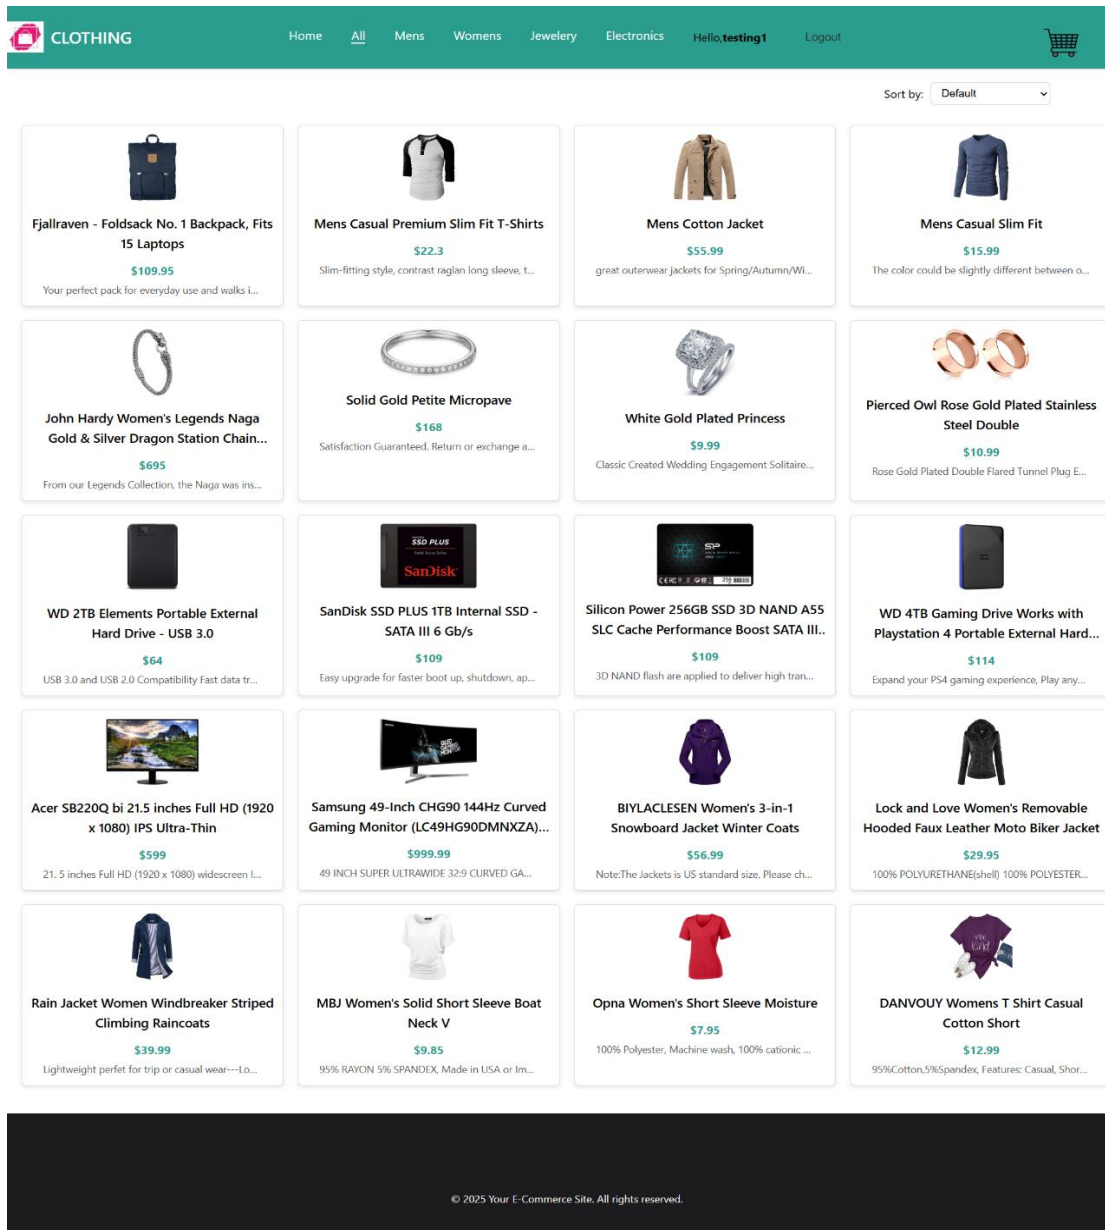 CLOTHING
Home All Mens Womens Jewelery Electronics Hello,testing1 Logout
Sort by: Default
Fjallraven - Foldsack No. 1 Backpack, Fits
15 Laptops
$109.95
Your perfect pack for everyday use and walks i...
Mens Casual Premium Slim Fit T-Shirts
$22.3
Slim-fitting style, contrast raglan long sleeve, t...
Mens Cotton Jacket
$55.99
great outerwear jackets for Spring/Autumn/Wi...
Mens Casual Slim Fit
$15.99
The color could be slightly different between o...
John Hardy Women's Legends Naga
Gold & Silver Dragon Station Chain...
$695
From our Legends Collection, the Naga was ins...
Solid Gold Petite Micropave
$168
Satisfaction Guaranteed. Return or exchange a...
White Gold Plated Princess
$9.99
Classic Created Wedding Engagement Solitaire...
Pierced Owl Rose Gold Plated Stainless
Steel Double
$10.99
Rose Gold Plated Double Flared Tunnel Plug E...
WD 2TB Elements Portable External
Hard Drive - USB 3.0
$64
USB 3.0 and USB 2.0 Compatibility Fast data tr...
SSD PLUS
SanDisk
SanDisk SSD PLUS 1TB Internal SSD -
SATA III 6 Gb/s
$109
Easy upgrade for faster boot up, shutdown, ap...
SP
Silicon Power 256GB SSD 3D NAND A55
SLC Cache Performance Boost SATA III..
$109
3D NAND flash are applied to deliver high tran...
WD 4TB Gaming Drive Works with
Playstation 4 Portable External Hard...
$114
Expand your PS4 gaming experience, Play any...
Acer SB220Q bi 21.5 inches Full HD (1920
x 1080) IPS Ultra-Thin
$599
21. 5 inches Full HD (1920 x 1080) widescreen I...
QLED
GAMING
MONITOR
Samsung 49-Inch CHG90 144Hz Curved
Gaming Monitor (LC49HG90DMNXZA)...
$999.99
49 INCH SUPER ULTRAWIDE 32:9 CURVED GA...
BIYLACLESEN Women's 3-in-1
Snowboard Jacket Winter Coats
$56.99
Note:The Jackets is US standard size, Please ch...
Lock and Love Women's Removable
Hooded Faux Leather Moto Biker Jacket
$29.95
100% POLYURETHANE(shell) 100% POLYESTER...
Rain Jacket Women Windbreaker Striped
Climbing Raincoats
$39.99
Lightweight perfet for trip or casual wear---Lo...
MBJ Women's Solid Short Sleeve Boat
Neck V
$9.85
95% RAYON 5% SPANDEX, Made in USA or Im...
Opna Women's Short Sleeve Moisture
$7.95
100% Polyester, Machine wash, 100% cationic ...
kind
DANVOUY Womens T Shirt Casual
Cotton Short
$12.99
95%Cotton,5%Spandex, Features: Casual, Shor...
© 2025 Your E-Commerce Site. All rights reserved.